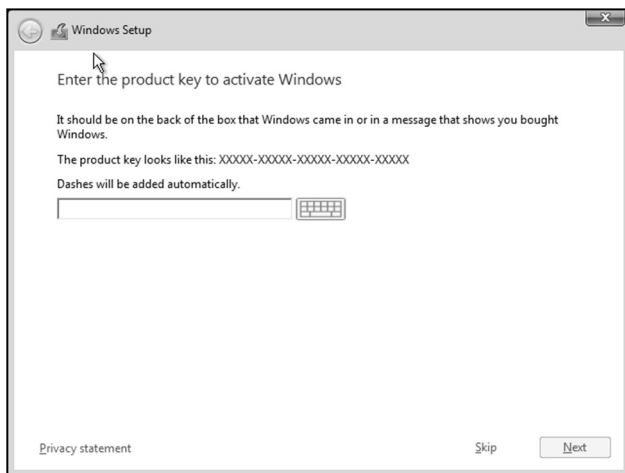 Windows Setup
Enter the product key to activate Windows
It should be on the back of the box that Windows came in or in a message that shows you bought
Windows.
The product key looks like this: XXXXX-XXXXX-XXXXX-XXXXX-XXXXX
Dashes will be added automatically.
Privacy statement
Skip
Next